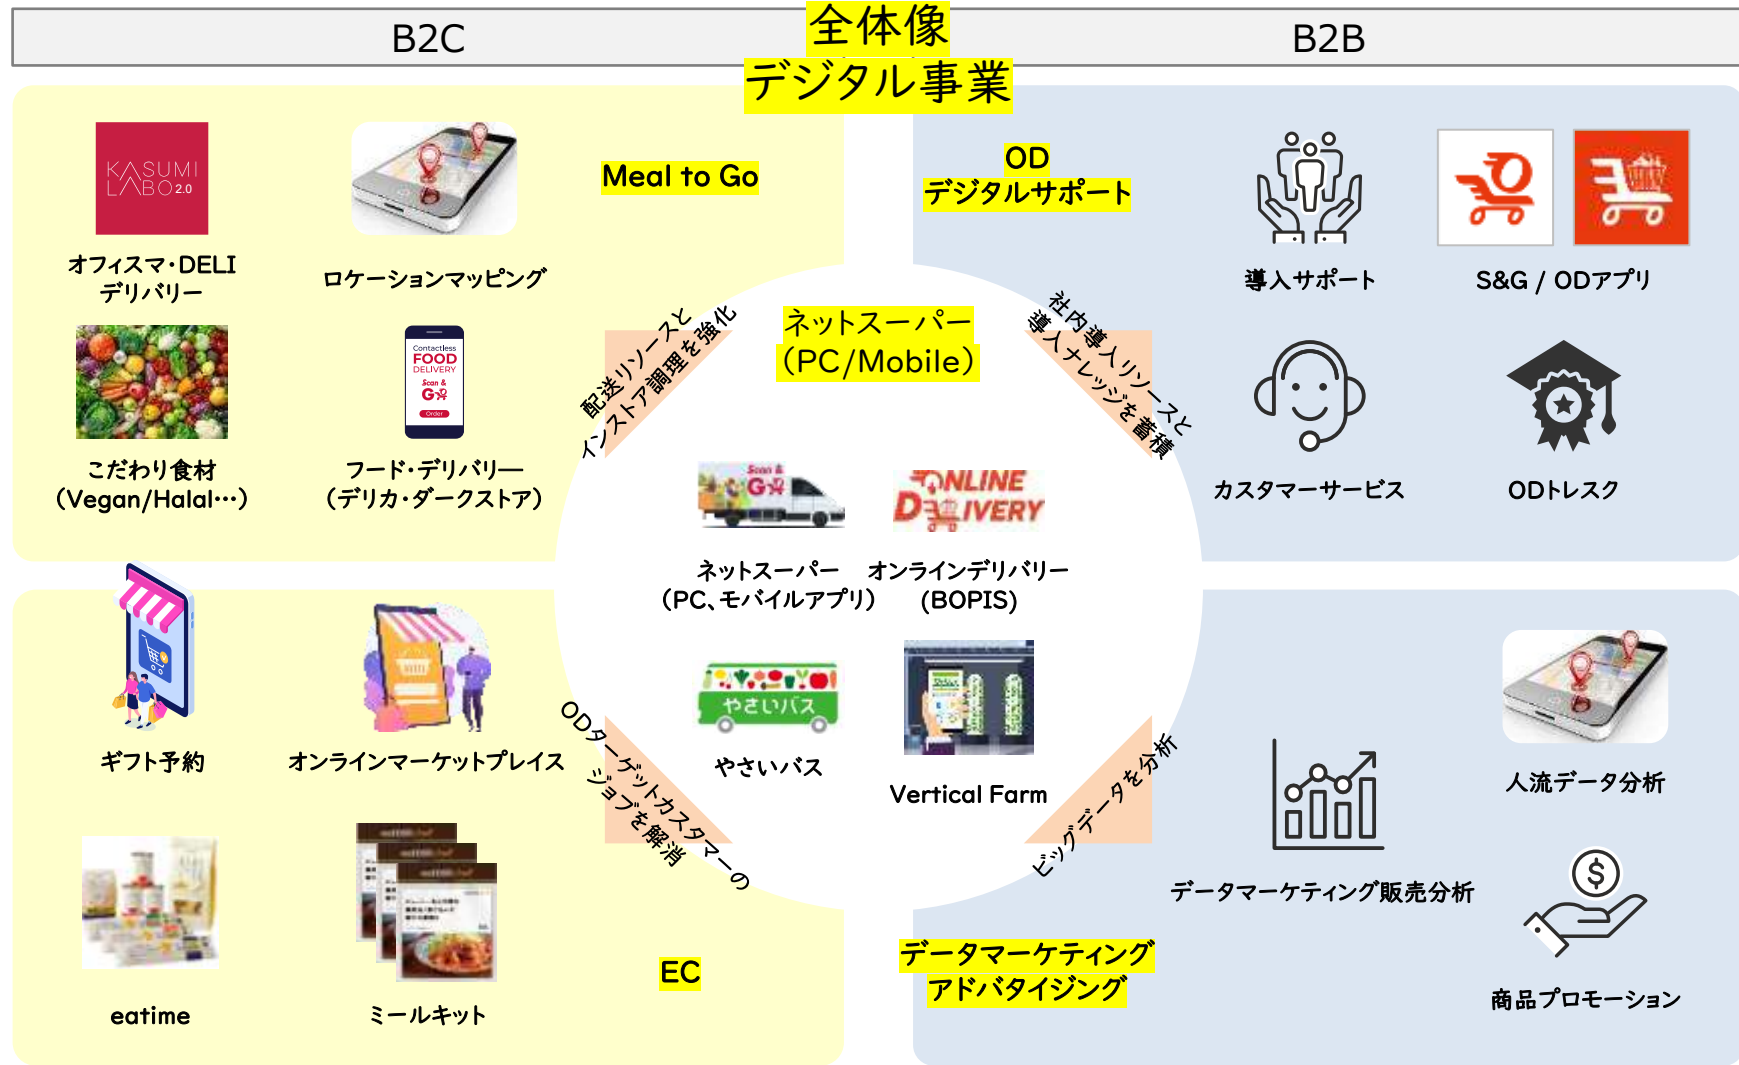 B2C
全体像
デジタル事業
B2B
KASUMI
LABO 2.0
オフィスマ・DELI
デリバリー
ロケーションマッピング
Meal to Go
こだわり食材
(Vegan/Halal…)
Contactless
FOOD
DELIVERY
Scan &
Go
Order
フード・デリバリー
(デリカ・ダークストア)
OD
デジタルサポート
導入サポート
S&G / ODアプリ
カスタマーサービス
ODトレスク
配送リソースと
インストア調理を強化
ネットスーパー
(PC/Mobile)
社内導入リソースと
導入ナレッジを蓄積
Scan &
Go
ネットスーパー
(PC、モバイルアプリ)
ONLINE
DELIVERY
オンラインデリバリー
(BOPIS)
やさいバス
やさいバス
Vertical Farm
ODターゲットカスタマーの
ジョブを解消
ビッグデータを分析
ギフト予約
オンラインマーケットプレイス
eatime
ミールキット
EC
データマーケティング
アドバタイジング
データマーケティング販売分析
人流データ分析
$
商品プロモーション